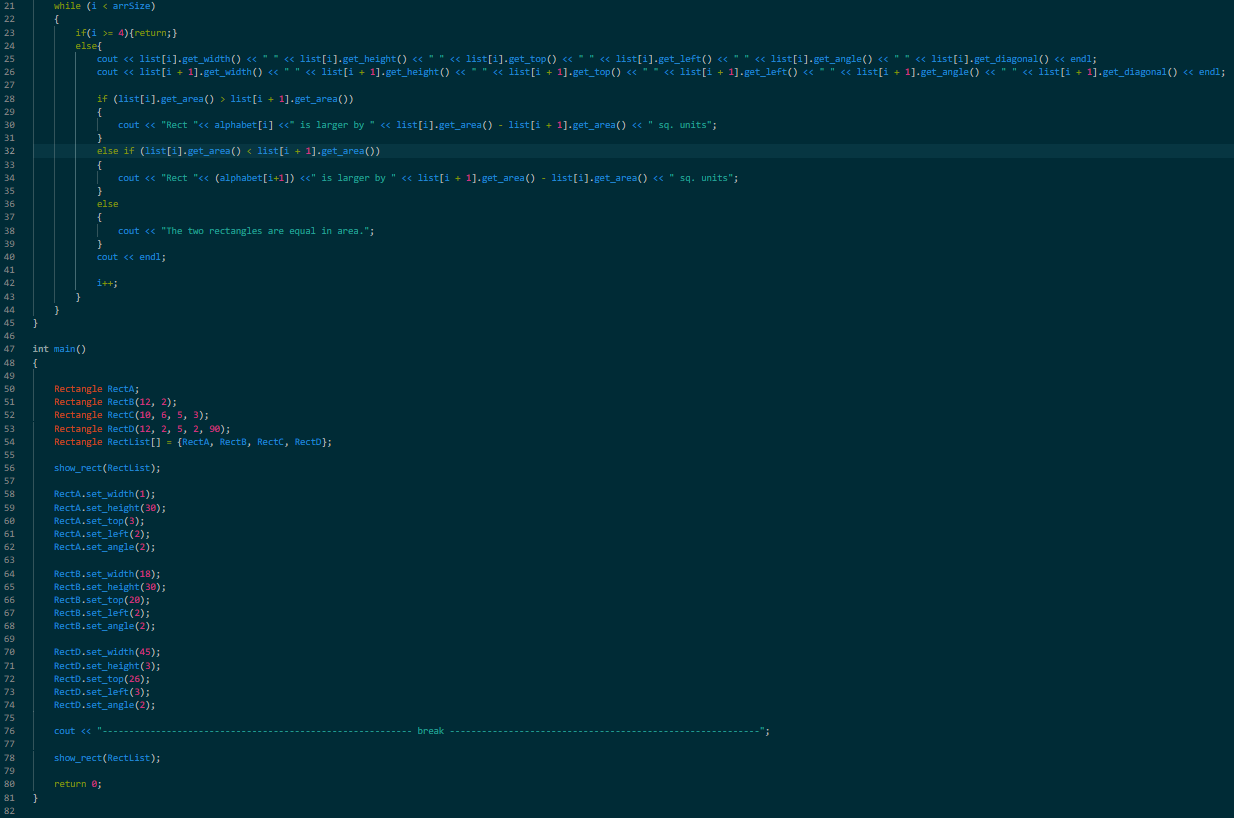 21 while (i < arrSize)
22 {
23 if(i >= 4){return;}
24 else{
25 cout << list[i].get_width() << " " << list[i].get_height() << " " << list[i].get_top() << " " << list[i].get_left() << " " << list[i].get_angle() << " " << list[i].get_diagonal() << endl;
26 cout << list[i + 1].get_width() << " " << list[i + 1].get_height() << " " << list[i + 1].get_top() << " " << list[i + 1].get_left() << " " << list[i + 1].get_angle() << " " << list[i + 1].get_diagonal() << endl;
27
28 if (list[i].get_area() > list[i + 1].get_area())
29 {
30 cout << "Rect "<< alphabet[i] <<" is larger by " << list[i].get_area() - list[i + 1].get_area() << " sq. units";
31 }
32 else if (list[i].get_area() < list[i + 1].get_area())
33 {
34 cout << "Rect "<< (alphabet[i+1]) <<" is larger by " << list[i + 1].get_area() - list[i].get_area() << " sq. units";
35 }
36 else
37 {
38 cout << "The two rectangles are equal in area.";
39 }
40 cout << endl;
41
42 i++;
43 }
44 }
45 }
46
47 int main()
48 {
49
50 Rectangle RectA;
51 Rectangle RectB(12, 2);
52 Rectangle RectC(10, 6, 5, 3);
53 Rectangle RectD(12, 2, 5, 2, 90);
54 Rectangle RectList[] = {RectA, RectB, RectC, RectD};
55
56 show_rect(RectList);
57
58 RectA.set_width(1);
59 RectA.set_height(30);
60 RectA.set_top(3);
61 RectA.set_left(2);
62 RectA.set_angle(2);
63
64 RectB.set_width(18);
65 RectB.set_height(30);
66 RectB.set_top(20);
67 RectB.set_left(2);
68 RectB.set_angle(2);
69
70 RectD.set_width(45);
71 RectD.set_height(3);
72 RectD.set_top(26);
73 RectD.set_left(3);
74 RectD.set_angle(2);
75
76 cout << "---------------------------------------------------------- break ----------------------------------------------------------";
77
78 show_rect(RectList);
79
80 return 0;
81 }
82